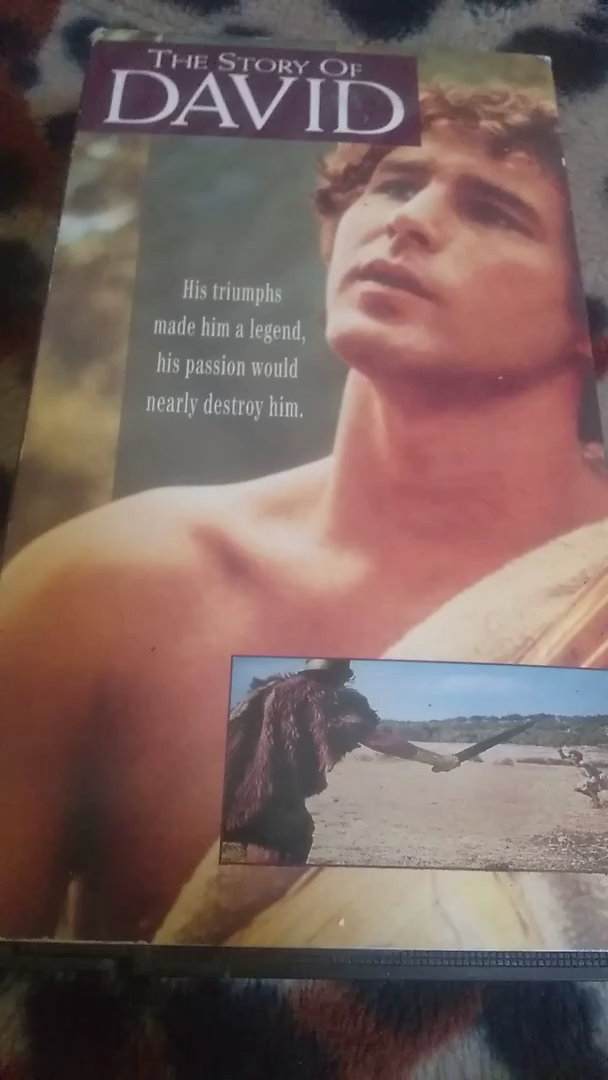 THE STORY OF
DAVID
His triumphs
made him a legend,
his passion would
nearly destroy him.